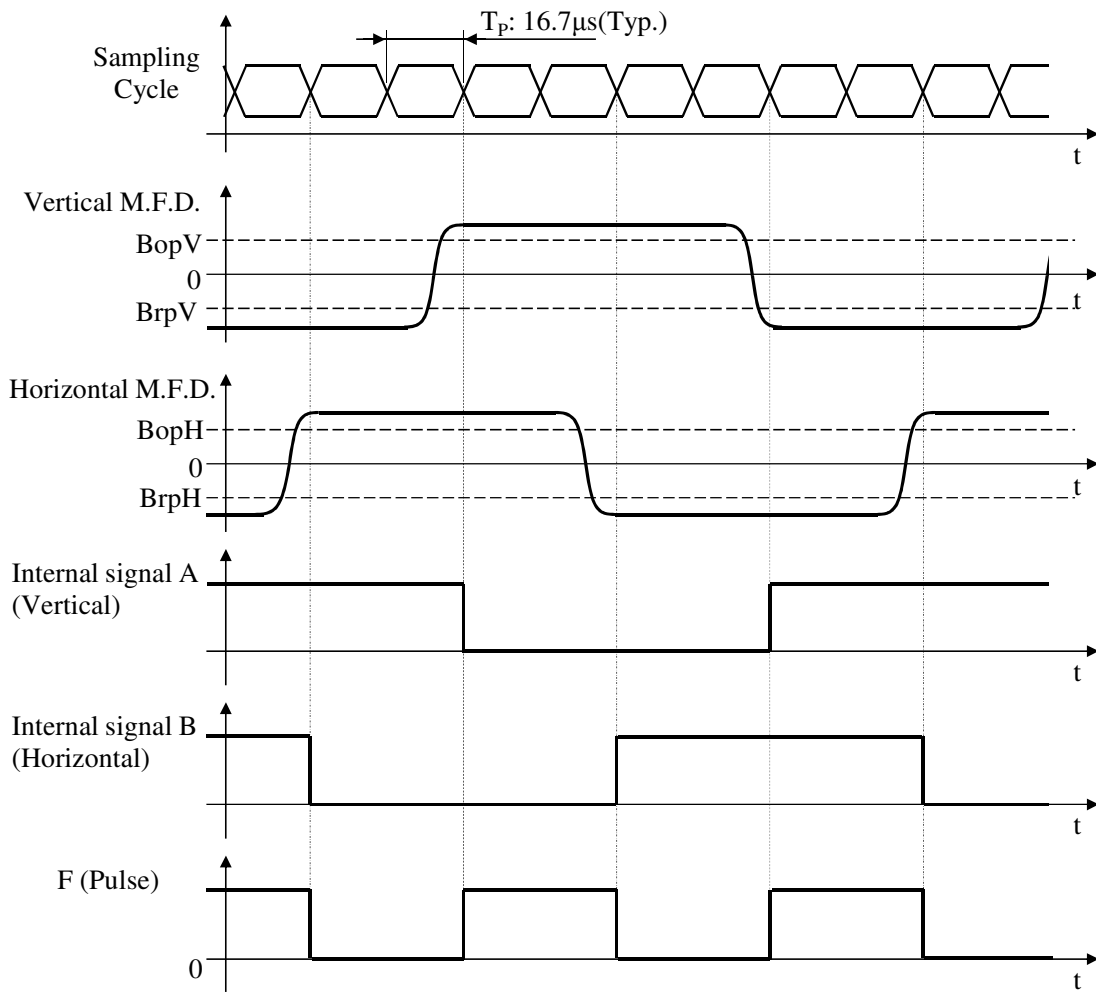 T_P: 16.7μs(Typ.)
Sampling
Cycle
t
Vertical M.F.D.
BopV
0
BrpV
t
Horizontal M.F.D.
BopH
0
BrpH
t
Internal signal A
(Vertical)
t
Internal signal B
(Horizontal)
t
F (Pulse)
0
t